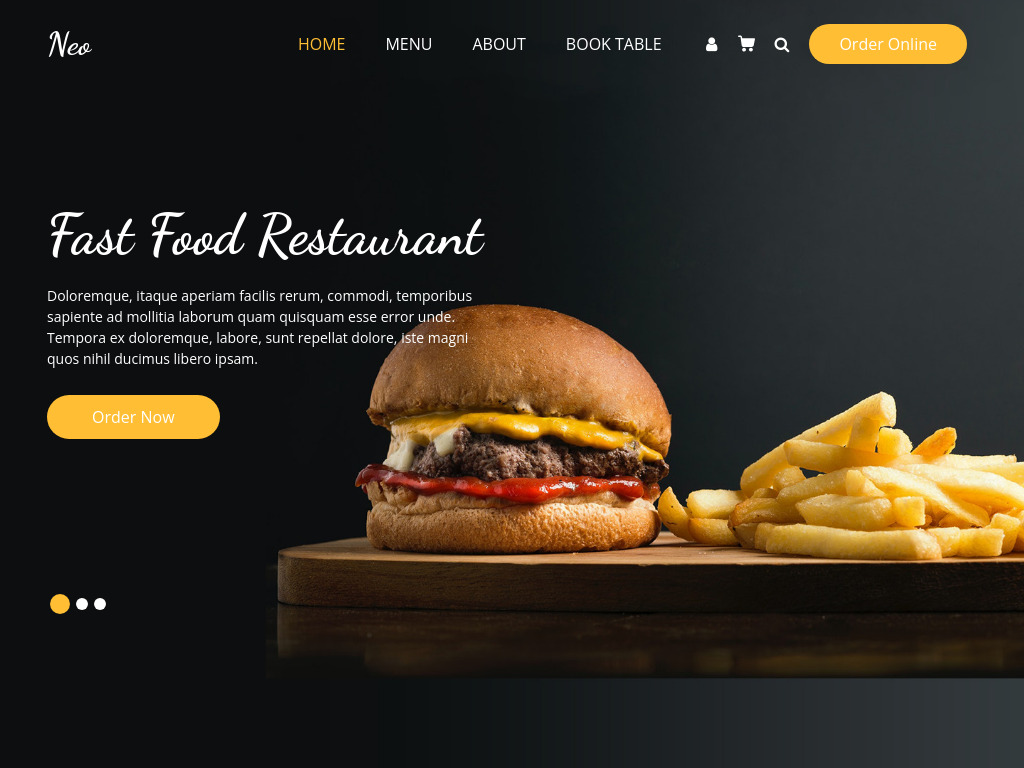 Neo
HOME MENU ABOUT BOOK TABLE Order Online
Fast Food Restaurant
Doloremque, itaque aperiam facilis rerum, commodi, temporibus
sapiente ad mollitia laborum quam quisquam esse error unde.
Tempora ex doloremque, labore, sunt repellat dolore, iste magni
quos nihil ducimus libero ipsam.
Order Now